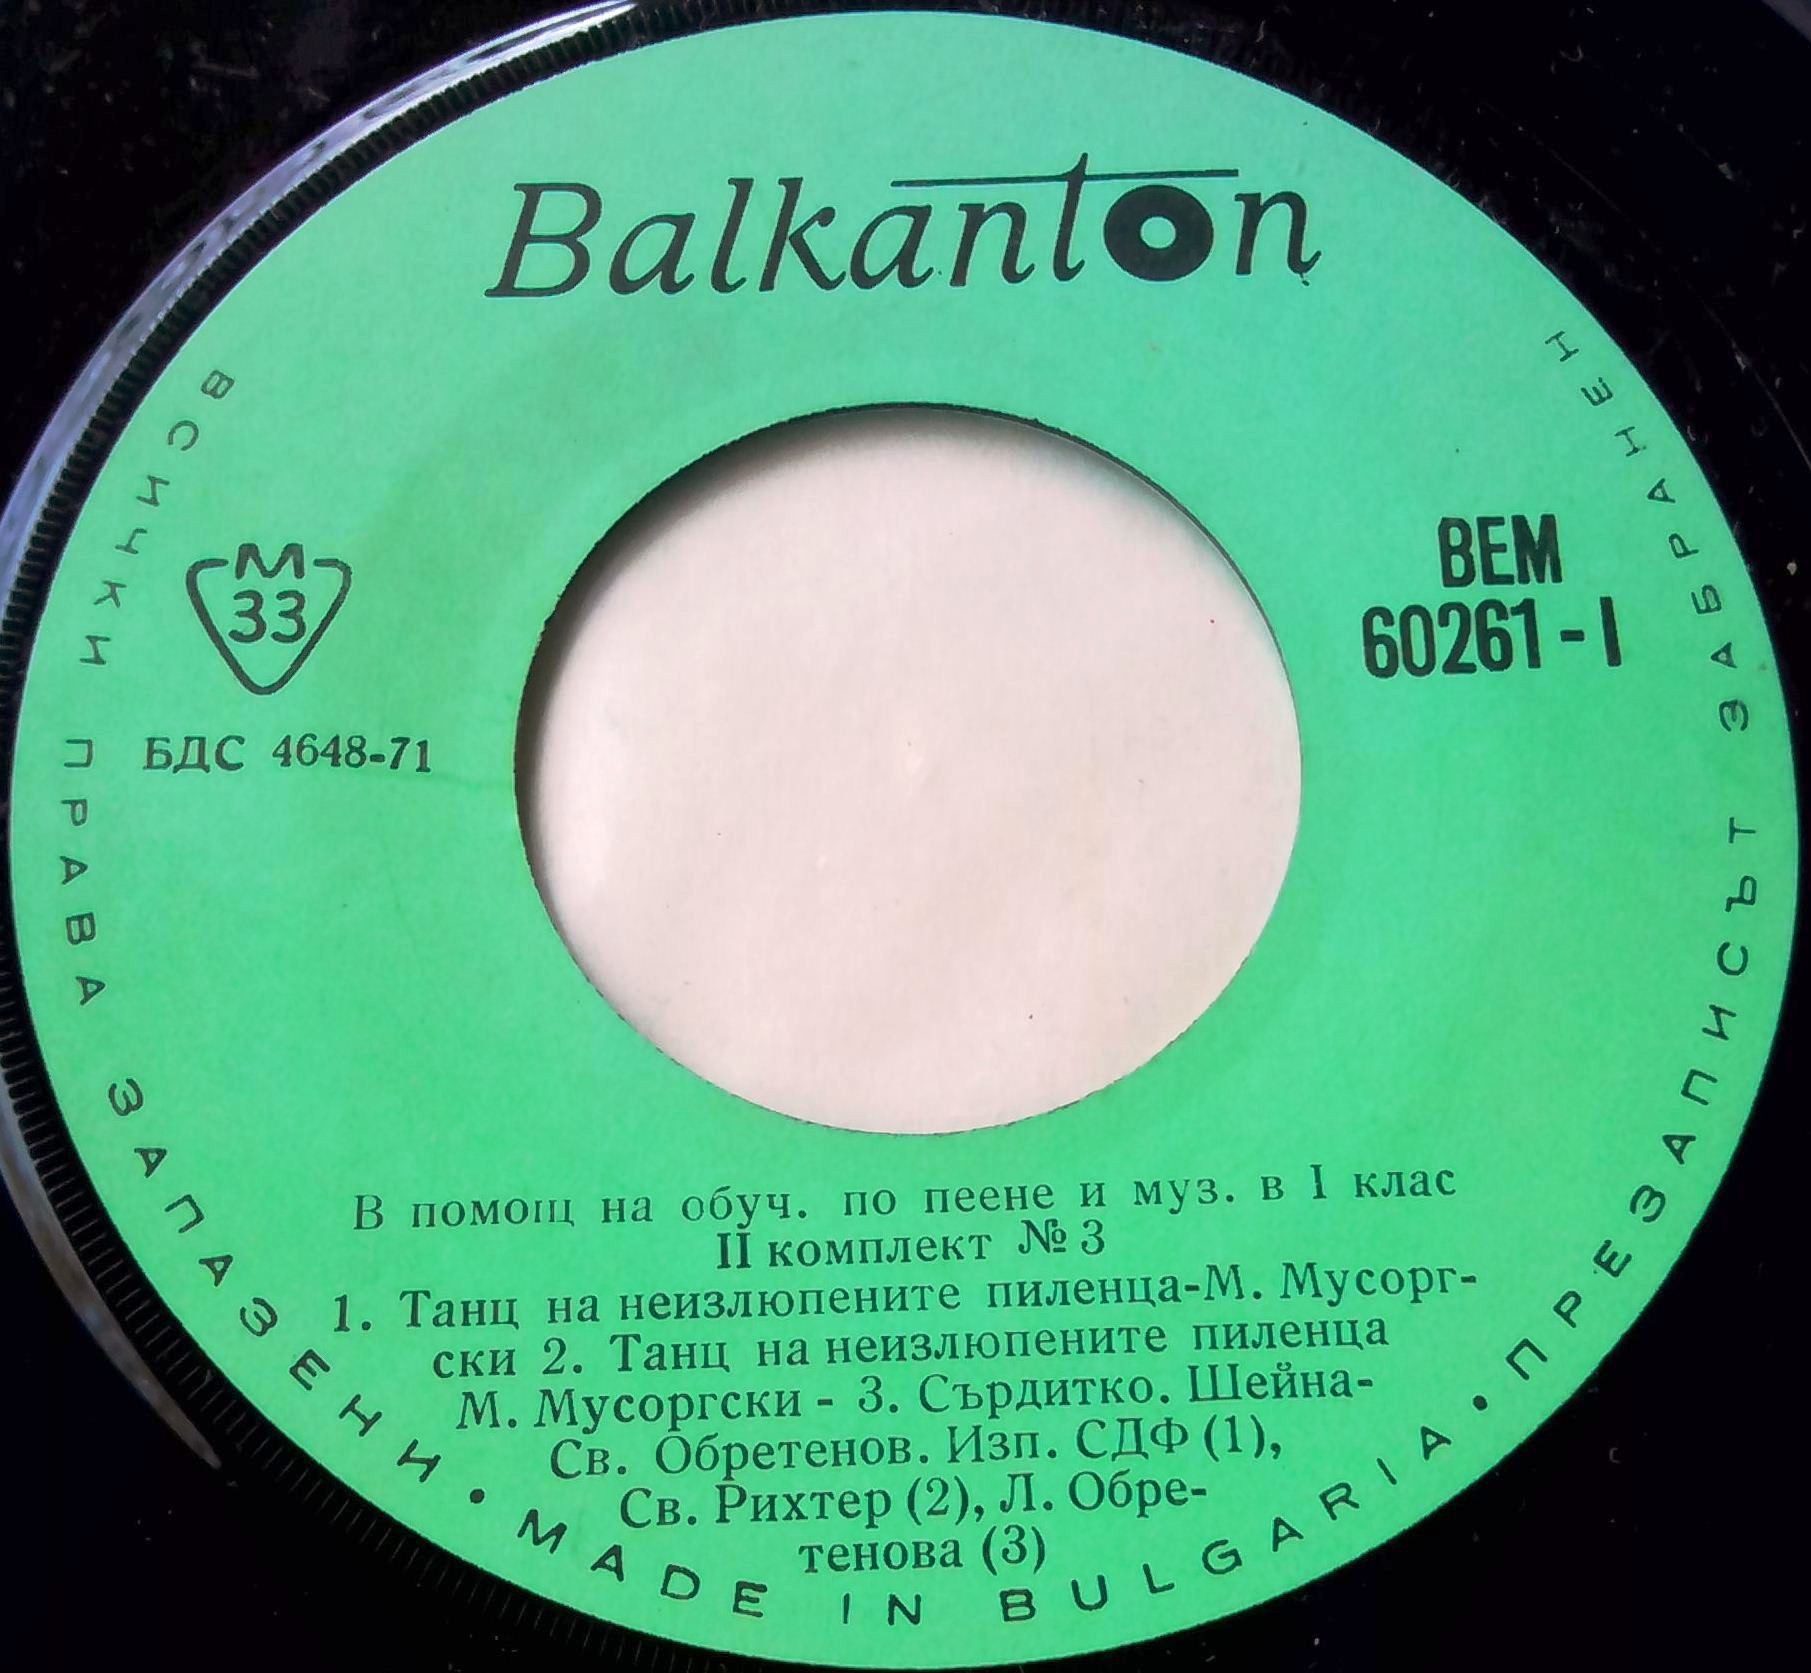 Balkanton
M
33
БДС 4648-71
ВЕМ
60261-I
В помощ на обуч. по пеене и муз. в I клас
II комплект № 3
1. Танц на неизлюпените пиленца-М. Мусорг-
ски 2. Танц на неизлюпените пиленца
М. Мусоргски - 3. Сърдитко. Шейна-
Св. Обретенов. Изп. СДФ (1),
Св. Рихтер (2), Л. Обре-
тенова (3)
ВСИЧКИ ПРАВА ЗАПАЗЕНИ • MADE IN BULGARIA • ПРЕЗАПИСЪТ ЗАБРАНЕН